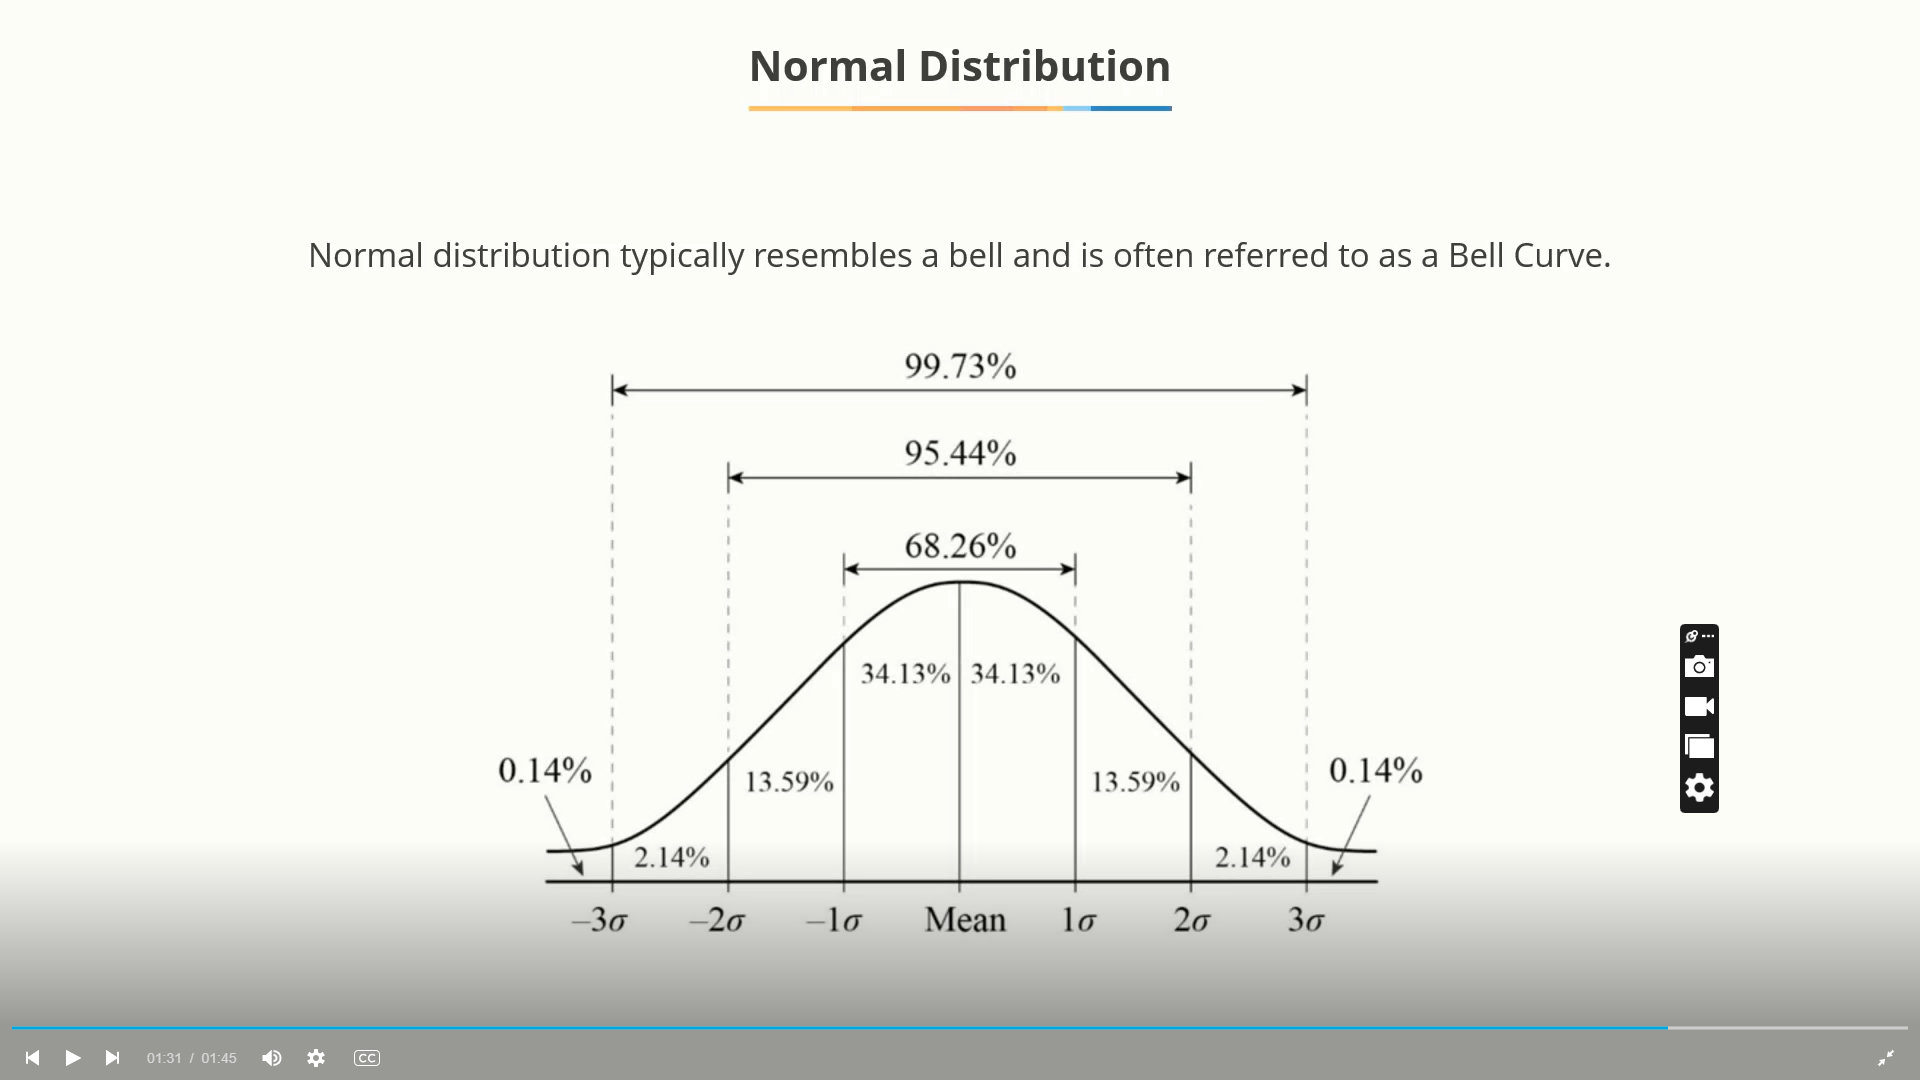 Normal Distribution
Normal distribution typically resembles a bell and is often referred to as a Bell Curve.
99.73%
95.44%
68.26%
34.13% 34.13%
0.14% 13.59% 13.59% 0.14%
2.14% 2.14%
–3σ –2σ –1σ Mean 1σ 2σ 3σ
01:31 / 01:45 CC